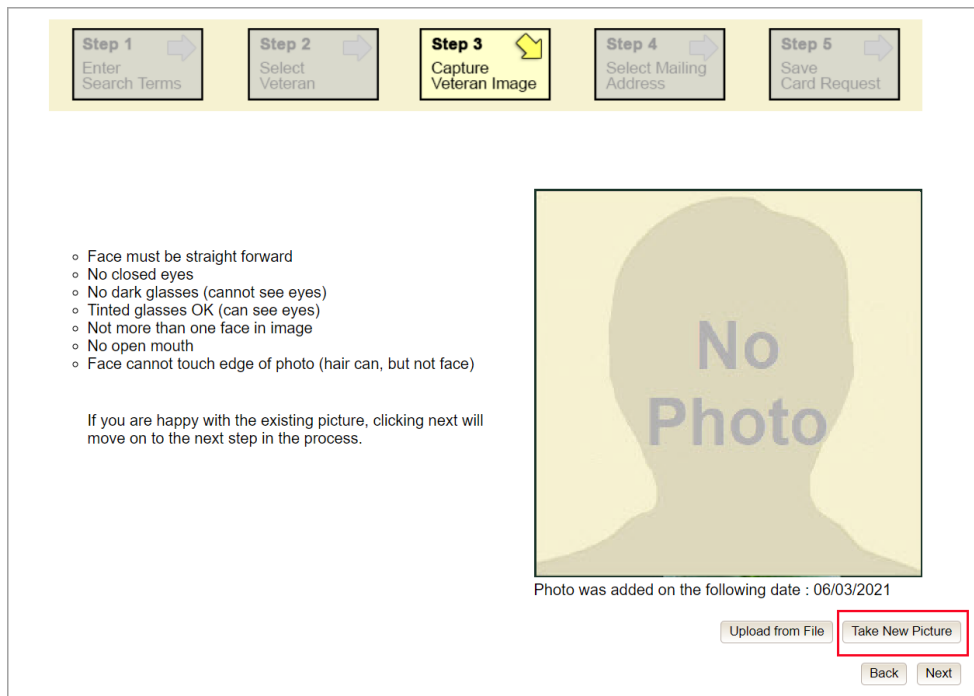 Step 1
Enter
Search Terms
Step 2
Select
Veteran
Step 3
Capture
Veteran Image
Step 4
Select Mailing
Address
Step 5
Save
Card Request
Face must be straight forward
No closed eyes
No dark glasses (cannot see eyes)
Tinted glasses OK (can see eyes)
Not more than one face in image
No open mouth
Face cannot touch edge of photo (hair can, but not face)
If you are happy with the existing picture, clicking next will
move on to the next step in the process.
No
Photo
Photo was added on the following date : 06/03/2021
Upload from File
Take New Picture
Back
Next